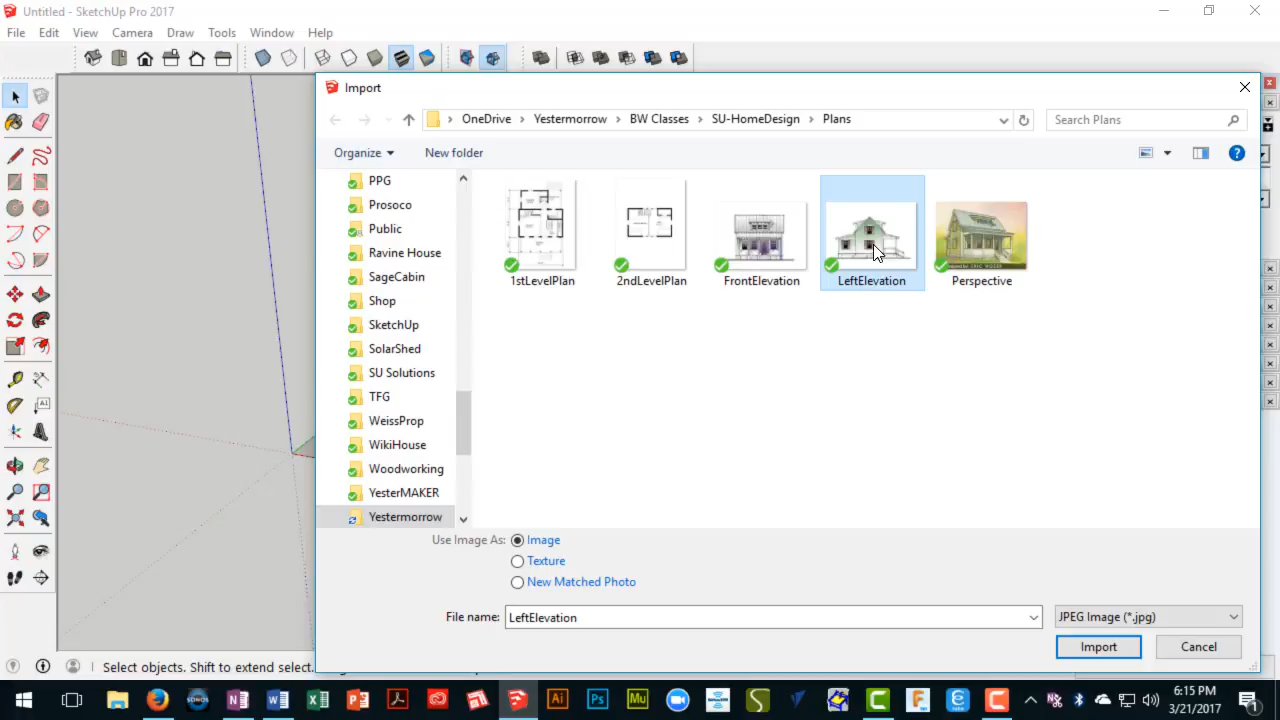 Untitled - SketchUp Pro 2017
File Edit View Camera Draw Tools Window Help
Import
OneDrive > Yestermorrow > BW Classes > SU-HomeDesign > Plans
Search Plans
Organize
New folder
PPG
Prosoco
Public
Ravine House
SageCabin
Shop
SketchUp
SolarShed
SU Solutions
TFG
WeissProp
WikiHouse
Woodworking
YesterMAKER
Yestermorrow
1stLevelPlan
2ndLevelPlan
FrontElevation
LeftElevation
Perspective
Use Image As:
Image
Texture
New Matched Photo
File name:
LeftElevation
JPEG Image (*.jpg)
Import
Cancel
Select objects. Shift to extend select.
6:15 PM
3/21/2017